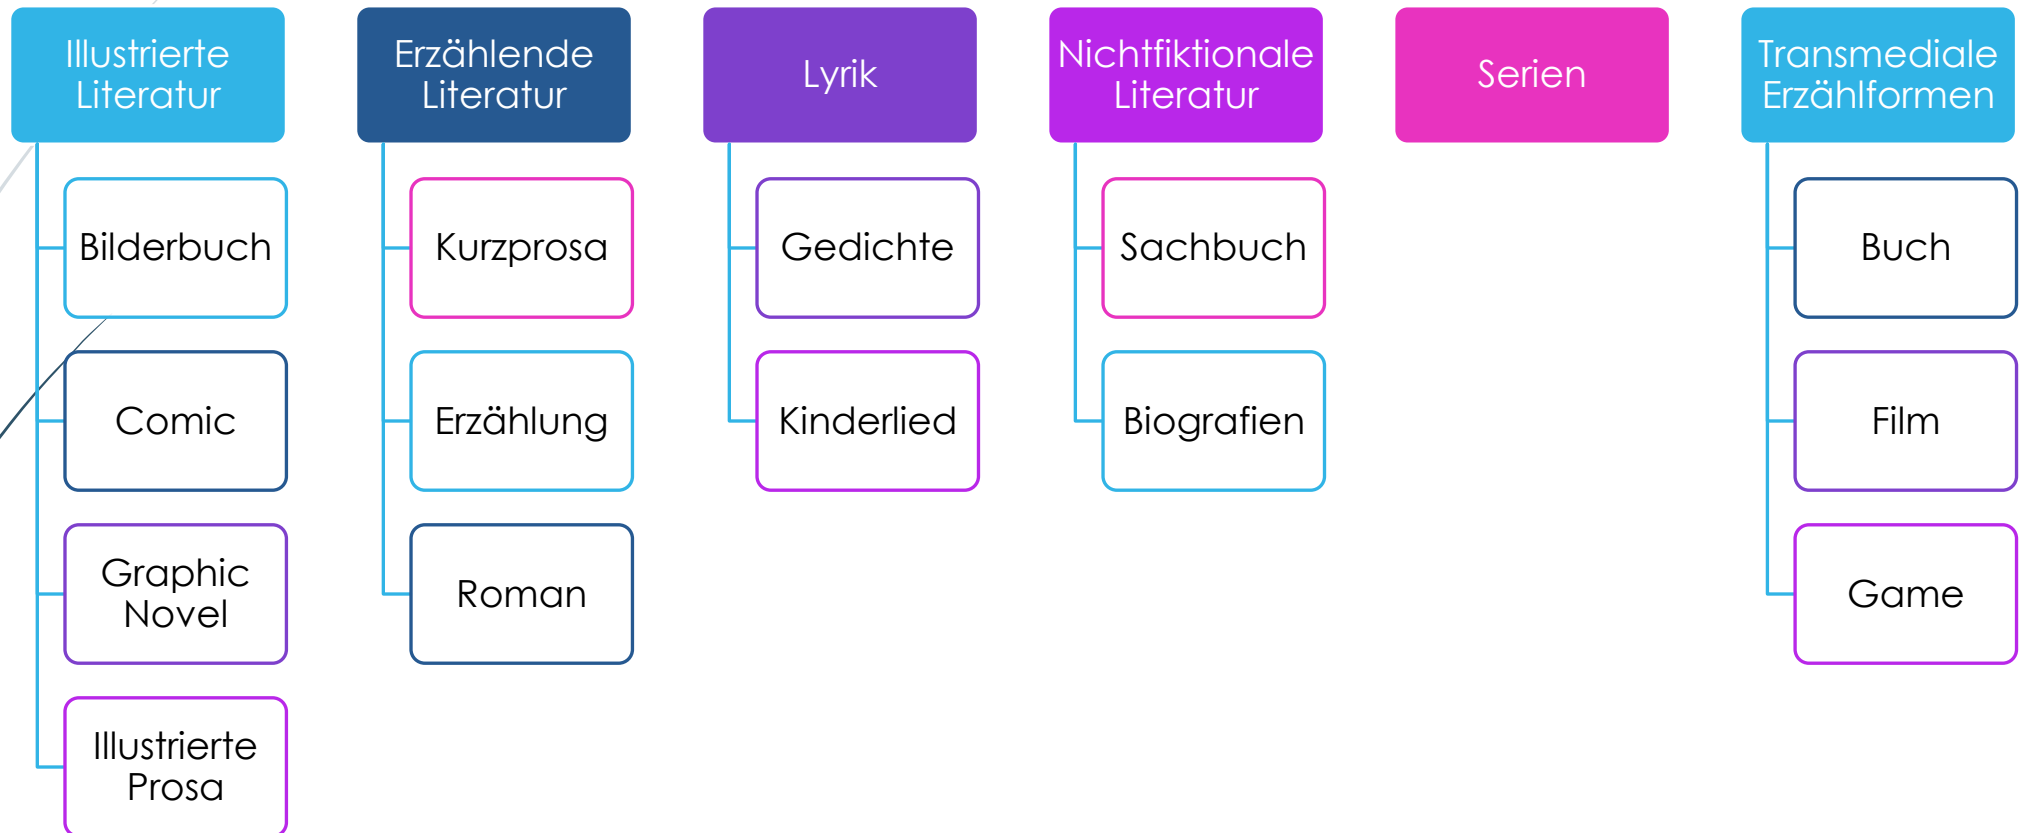 Illustrierte
Literatur
Bilderbuch
Comic
Graphic
Novel
Illustrierte
Prosa
Erzählende
Literatur
Kurzprosa
Erzählung
Roman
Lyrik
Gedichte
Kinderlied
Nichtfiktionale
Literatur
Sachbuch
Biografien
Serien
Transmediale
Erzählformen
Buch
Film
Game